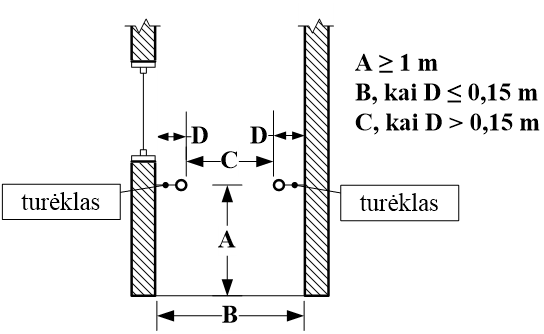 A ≥ 1 m
B, kai D ≤ 0,15 m
C, kai D > 0,15 m
D
D
C
turėklas
turėklas
A
B